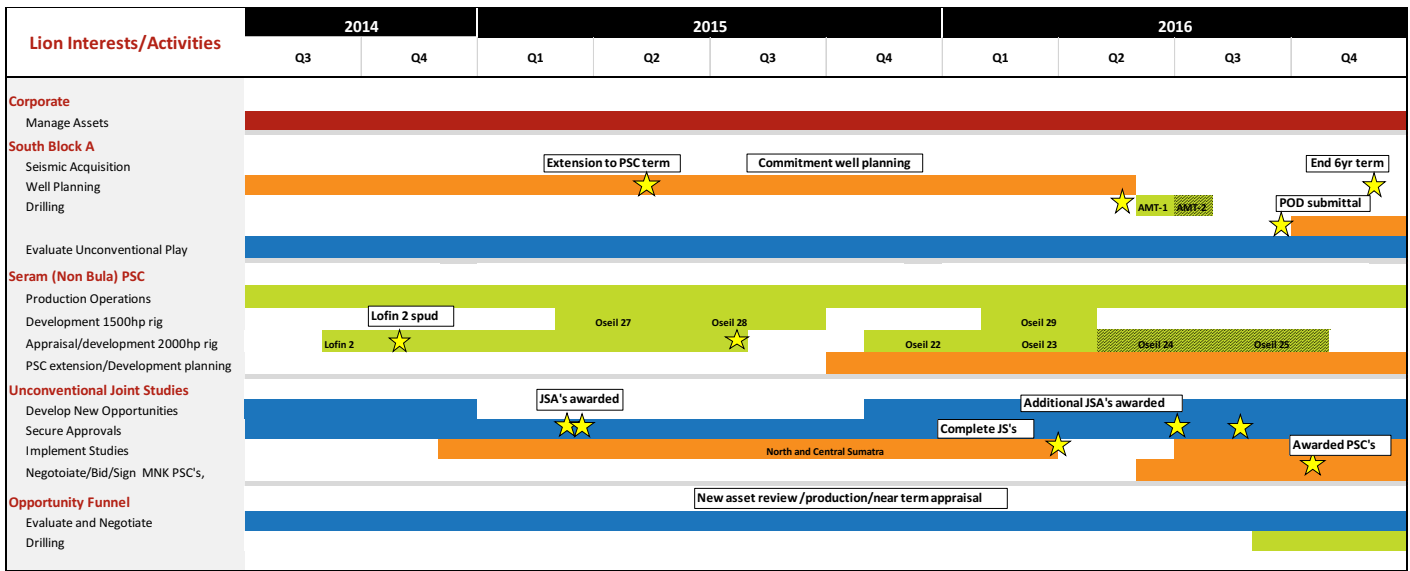 Lion Interests/Activities
2014 2015 2016
Q3 Q4 Q1 Q2 Q3 Q4 Q1 Q2 Q3 Q4
Corporate
Manage Assets
South Block A
Seismic Acquisition Extension to PSC term Commitment well planning End 6yr term
Well Planning
Drilling AMT-1 AMT-2 POD submittal
Evaluate Unconventional Play
Seram (Non Bula) PSC
Production Operations
Lofin 2 spud
Development 1500hp rig Oseil 27 Oseil 28 Oseil 29
Appraisal/development 2000hp rig Lofin 2 Oseil 22 Oseil 23 Oseil 24 Oseil 25
PSC extension/Development planning
Unconventional Joint Studies
JSA's awarded
Develop New Opportunities Additional JSA's awarded
Secure Approvals Complete JS's
Implement Studies North and Central Sumatra Awarded PSC's
Negotoiate/Bid/Sign MNK PSC's,
Opportunity Funnel New asset review /production/near term appraisal
Evaluate and Negotiate
Drilling